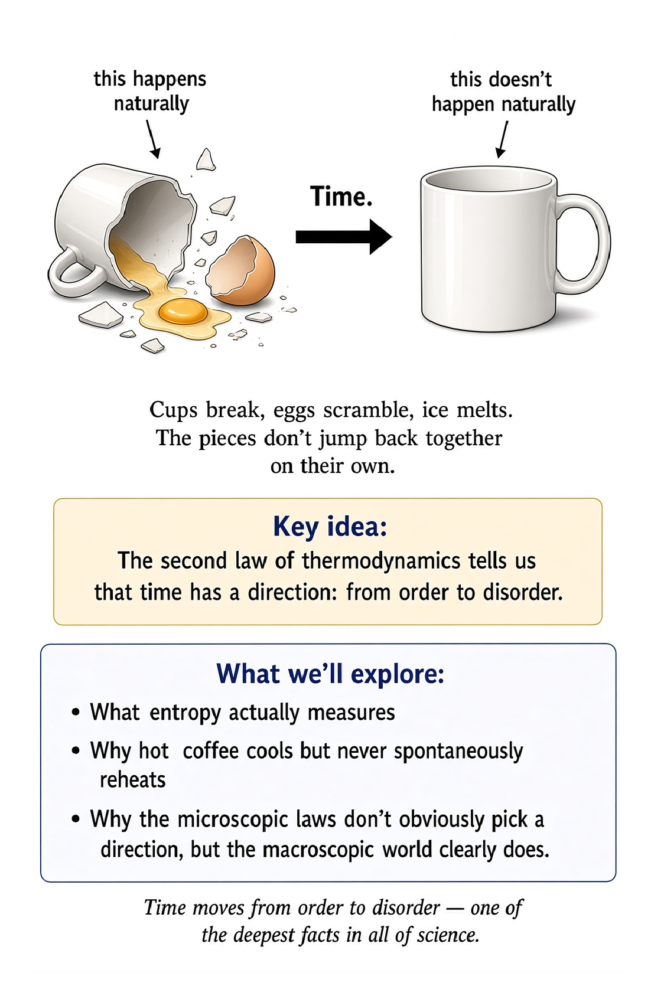 this happens
naturally
this doesn't
happen naturally
Time.
Cups break, eggs scramble, ice melts.
The pieces don't jump back together
on their own.
Key idea:
The second law of thermodynamics tells us
that time has a direction: from order to disorder.
What we'll explore:
• What entropy actually measures
• Why hot coffee cools but never spontaneously
reheats
• Why the microscopic laws don't obviously pick a
direction, but the macroscopic world clearly does.
Time moves from order to disorder — one of
the deepest facts in all of science.